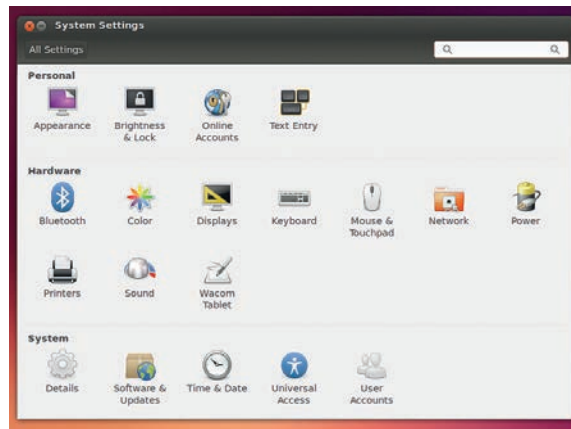 System Settings
All Settings
Personal
Appearance
Brightness
& Lock
Online
Accounts
Text Entry
Hardware
Bluetooth
Color
Displays
Keyboard
Mouse &
Touchpad
Network
Power
Printers
Sound
Wacom
Tablet
System
Details
Software &
Updates
Time & Date
Universal
Access
User
Accounts